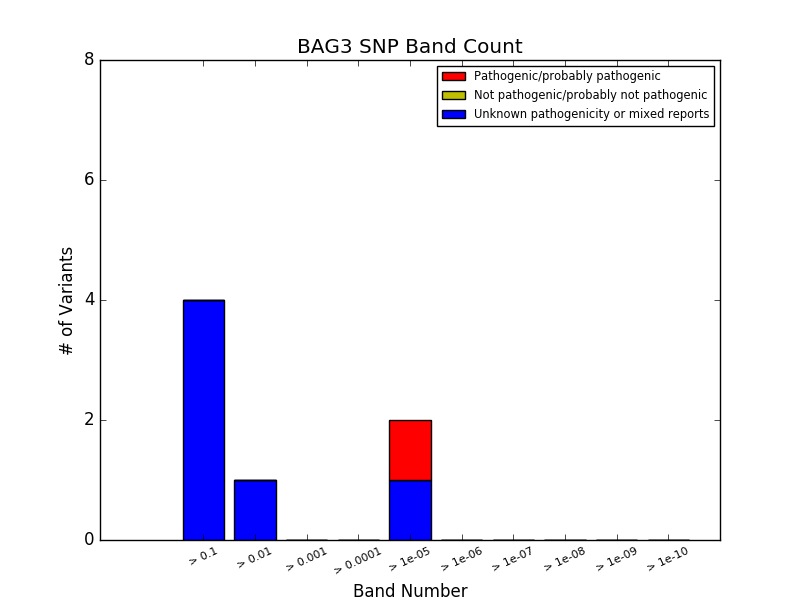 BAG3 SNP Band Count
8
6
4
2
0
# of Variants
Pathogenic/probably pathogenic
Not pathogenic/probably not pathogenic
Unknown pathogenicity or mixed reports
> 0.1
> 0.01
> 0.001
> 0.0001
> 1e-05
> 1e-06
> 1e-07
> 1e-08
> 1e-09
> 1e-10
Band Number